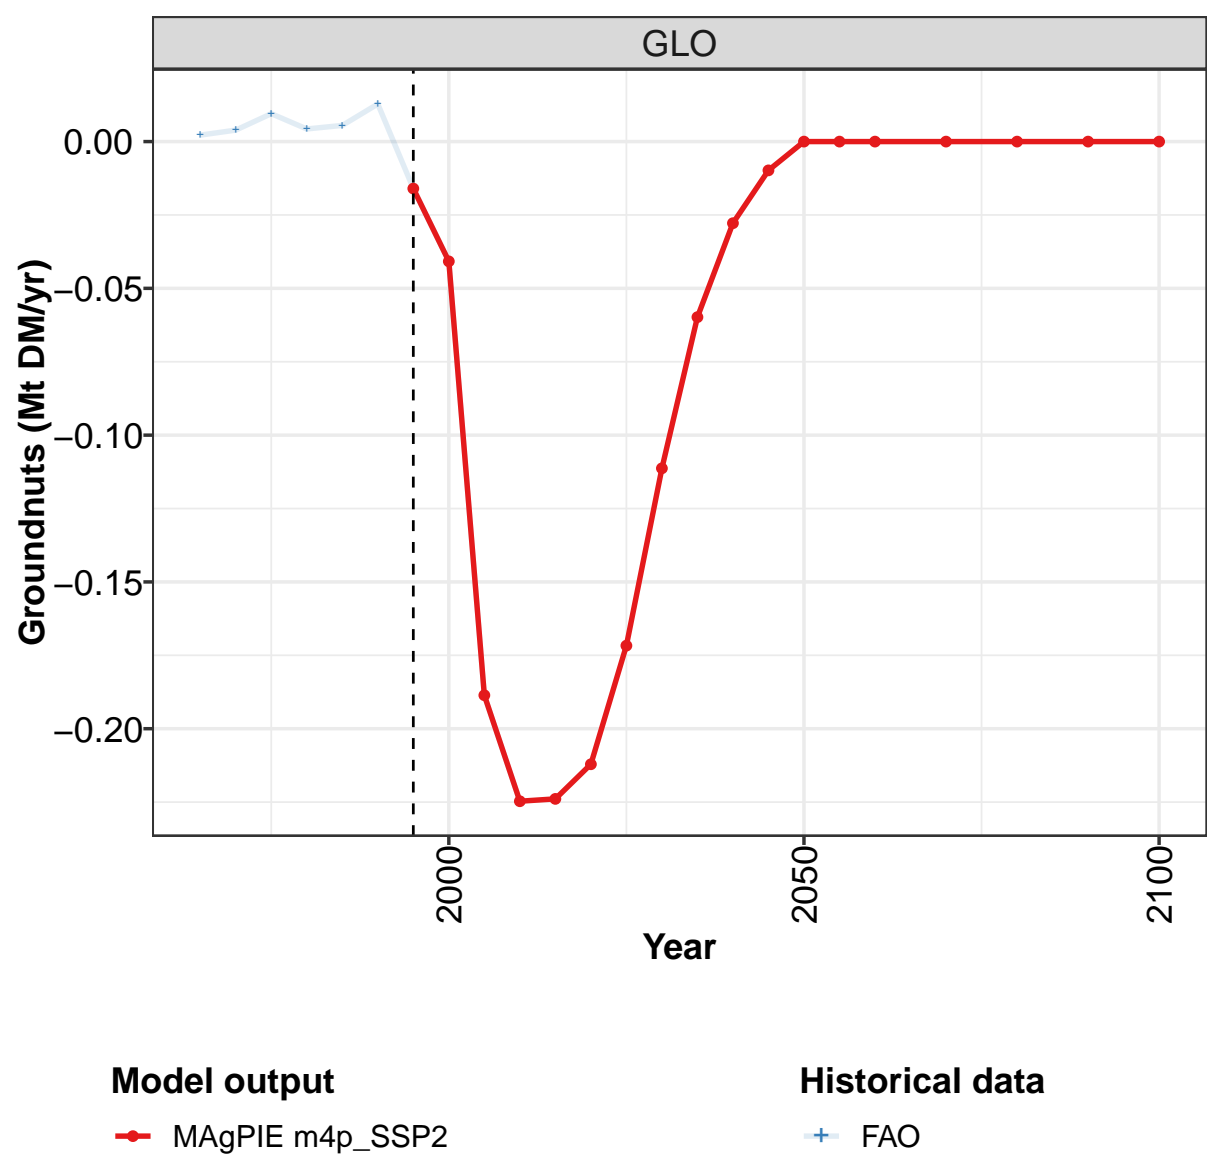 GLO
0.00
−0.05
−0.10
−0.15
−0.20
Groundnuts (Mt DM/yr)
2000
2050
2100
Year
Model output
MAgPIE m4p_SSP2
Historical data
FAO